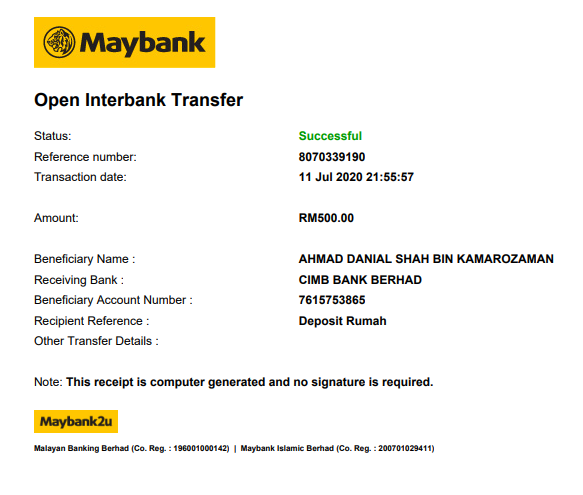 Maybank
Open Interbank Transfer
Status: Successful
Reference number: 8070339190
Transaction date: 11 Jul 2020 21:55:57
Amount: RM500.00
Beneficiary Name : AHMAD DANIAL SHAH BIN KAMAROZAMAN
Receiving Bank : CIMB BANK BERHAD
Beneficiary Account Number : 7615753865
Recipient Reference : Deposit Rumah
Other Transfer Details :
Note: This receipt is computer generated and no signature is required.
Maybank2u
Malayan Banking Berhad (Co. Reg. : 196001000142) | Maybank Islamic Berhad (Co. Reg. : 200701029411)